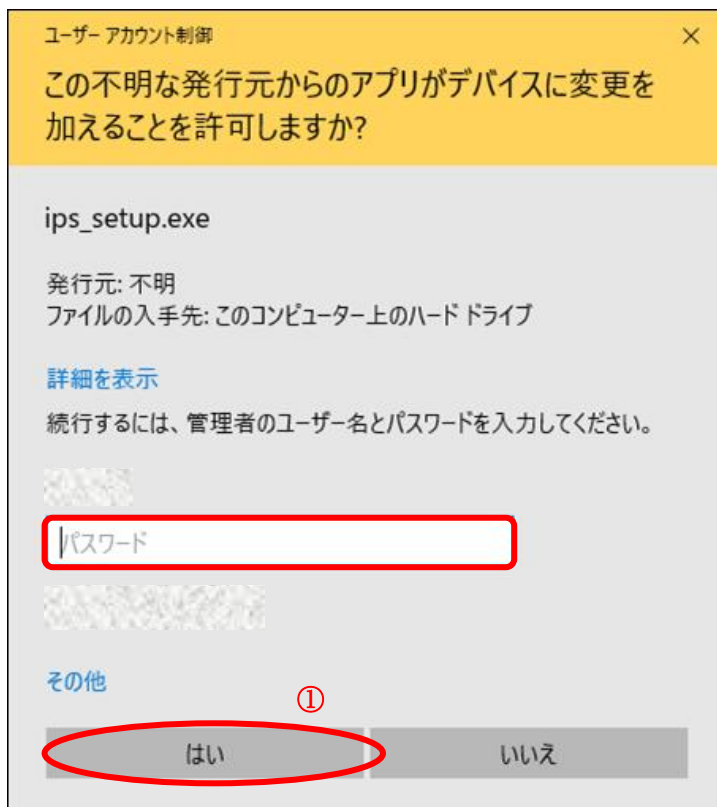 ユーザー アカウント制御
この不明な発行元からのアプリがデバイスに変更を
加えることを許可しますか?
ips_setup.exe
発行元: 不明
ファイルの入手先: このコンピューター上のハード ドライブ
詳細を表示
続行するには、管理者のユーザー名とパスワードを入力してください。
パスワード
その他
①
はい
いいえ